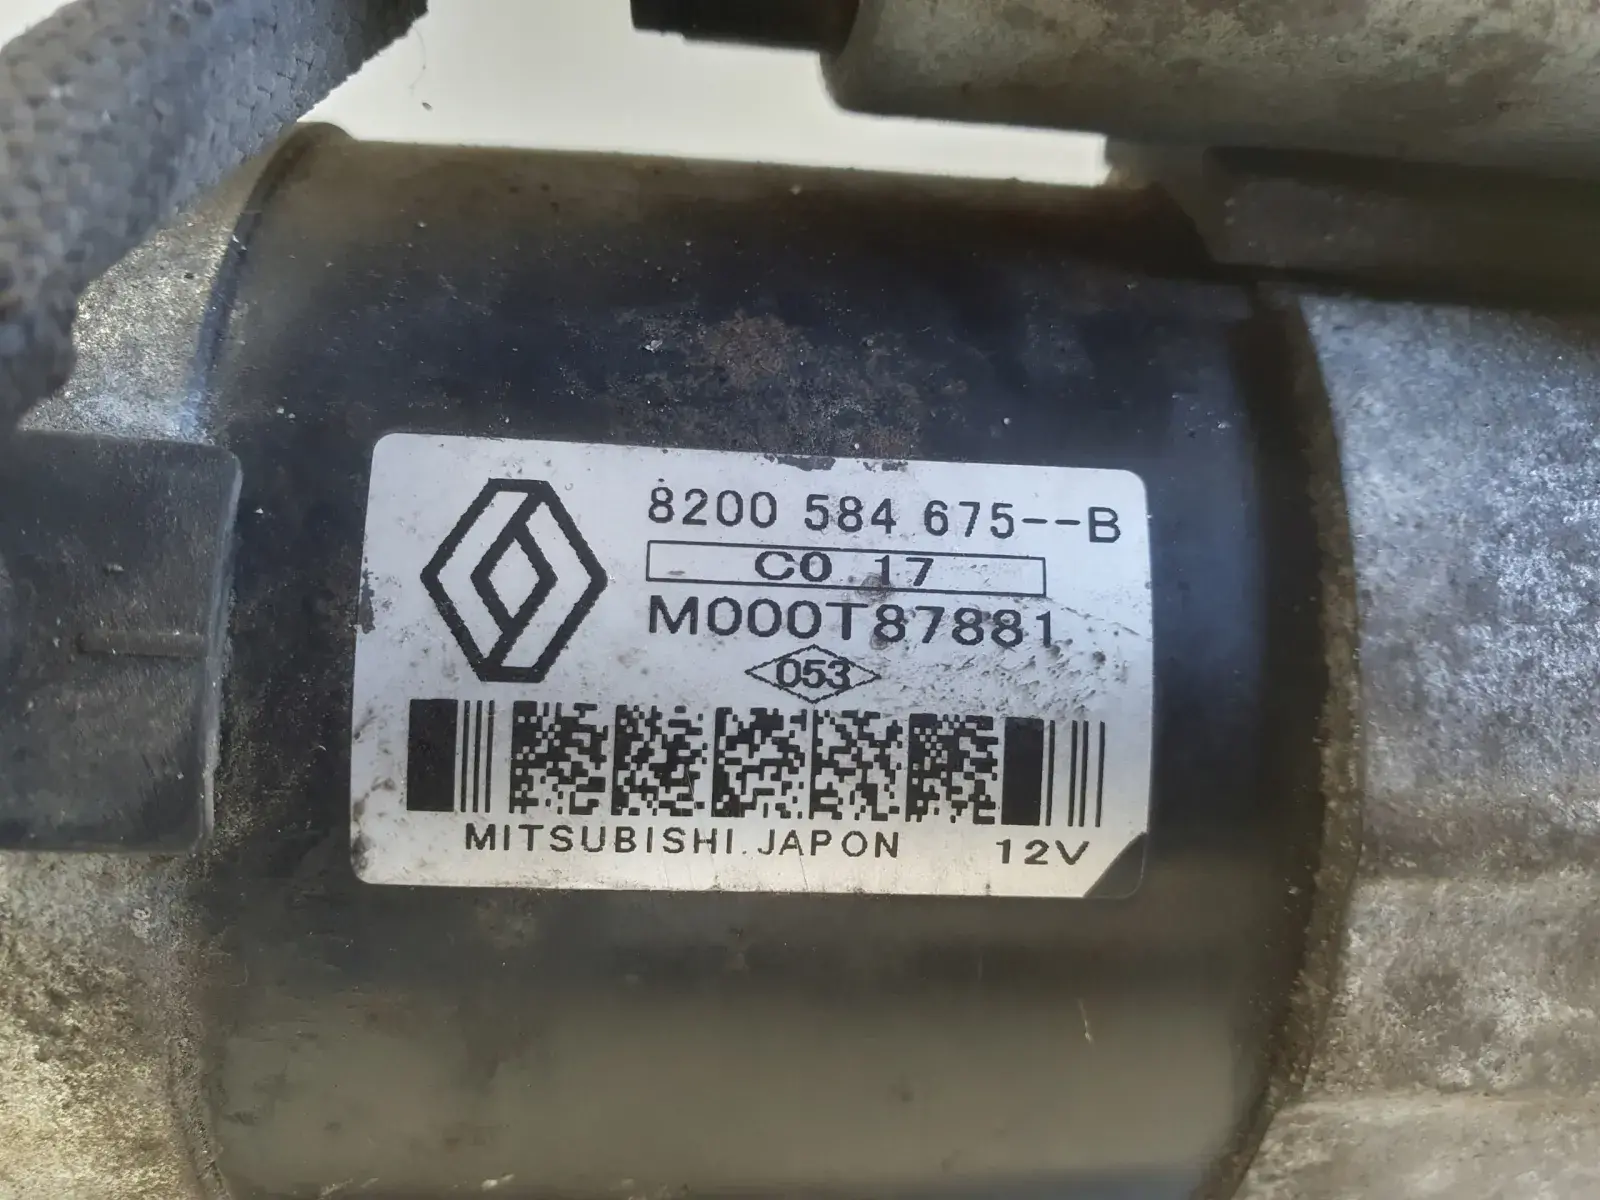 8200 584 675--B
C0 17
M000T87881
053
MITSUBISHI.JAPON 12V